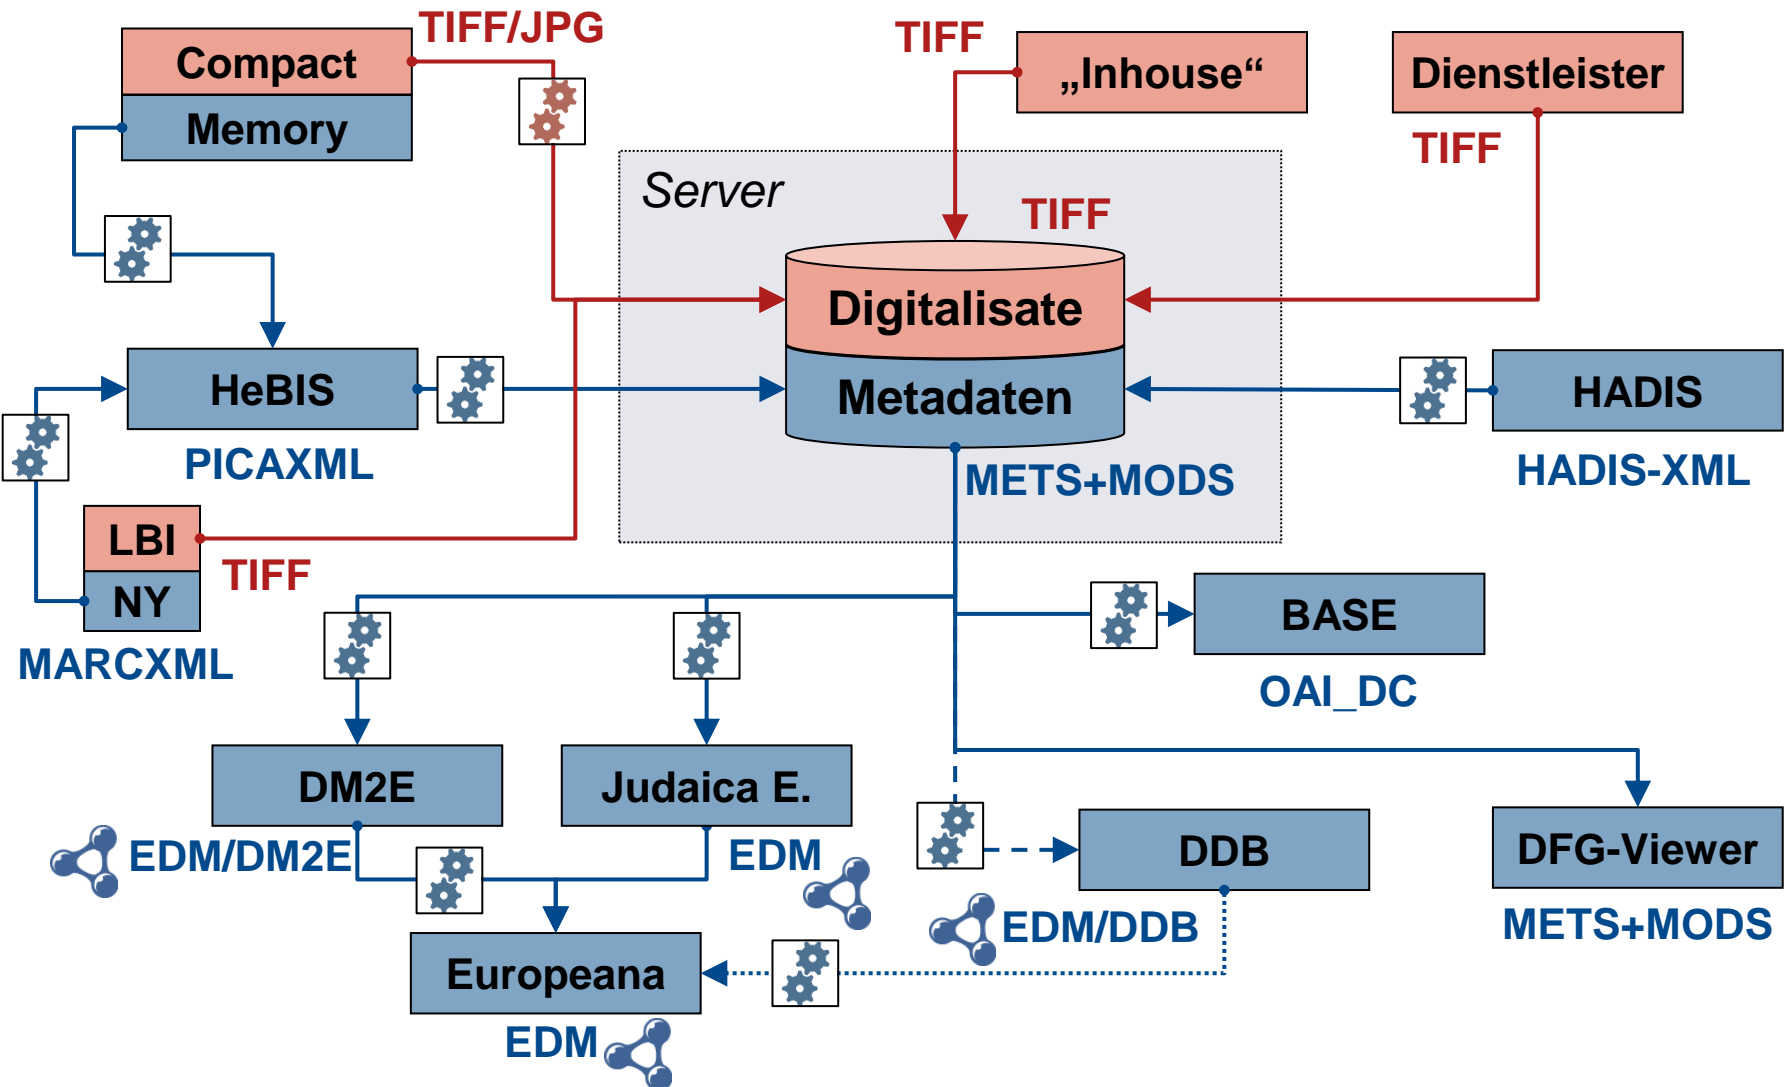 TIFF/JPG
Compact
Memory
TIFF
„Inhouse“
Dienstleister
TIFF
Server
TIFF
Digitalisate
Metadaten
METS+MODS
HeBIS
PICAXML
HADIS
HADIS-XML
LBI
NY
TIFF
MARCXML
BASE
OAI_DC
DM2E
EDM/DM2E
Judaica E.
EDM
DDB
EDM/DDB
DFG-Viewer
METS+MODS
Europeana
EDM